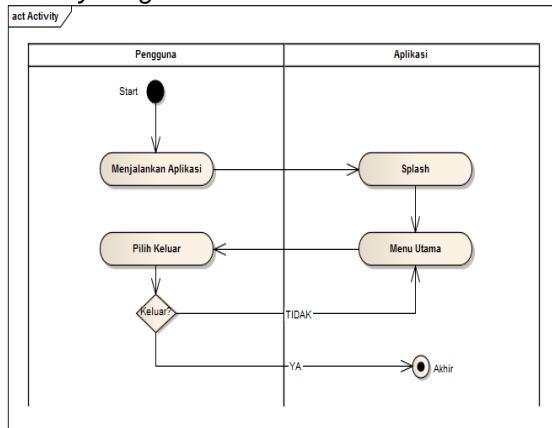 act Activity
Pengguna
Aplikasi
Start
Menjalankan Aplikasi
Splash
Pilih Keluar
Menu Utama
Keluar?
TIDAK
YA
Akhir